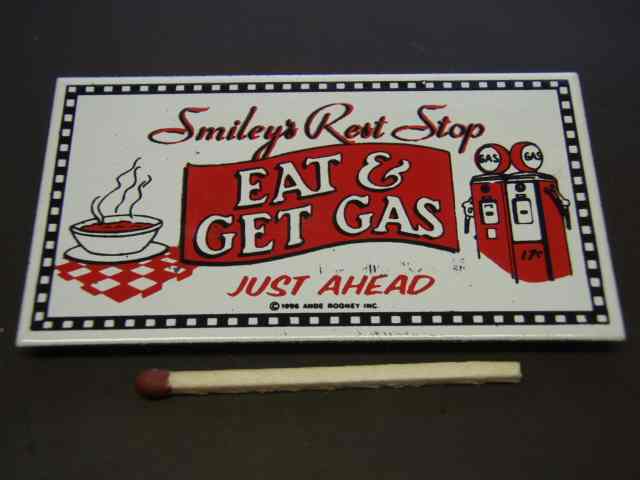 Smiley's Rest Stop
EAT &
GET GAS
GAS GAS
17¢
JUST AHEAD
© 1996 ANDE ROONEY INC.